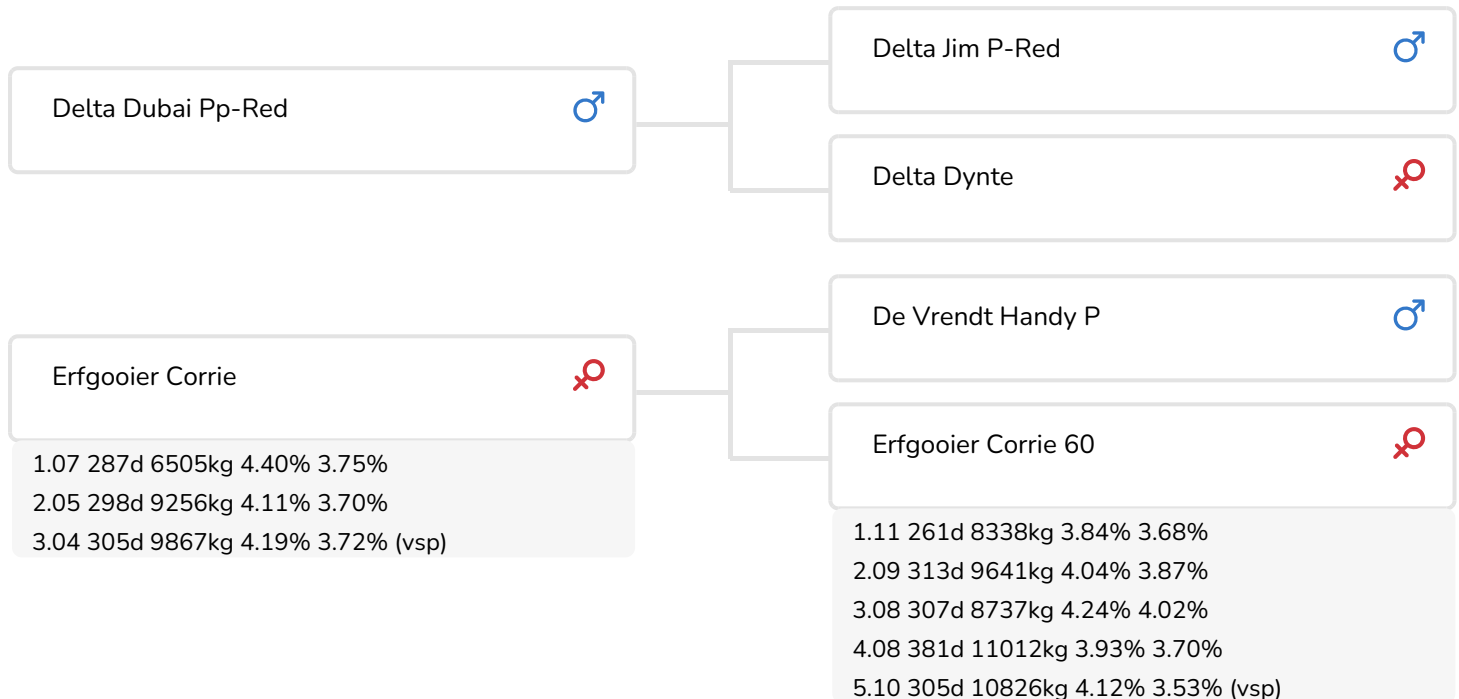 Delta Dubai Pp-Red
Delta Jim P-Red
Delta Dynte
Erfgooier Corrie
1.07 287d 6505kg 4.40% 3.75%
2.05 298d 9256kg 4.11% 3.70%
3.04 305d 9867kg 4.19% 3.72% (vsp)
De Vrendt Handy P
Erfgooier Corrie 60
1.11 261d 8338kg 3.84% 3.68%
2.09 313d 9641kg 4.04% 3.87%
3.08 307d 8737kg 4.24% 4.02%
4.08 381d 11012kg 3.93% 3.70%
5.10 305d 10826kg 4.12% 3.53% (vsp)